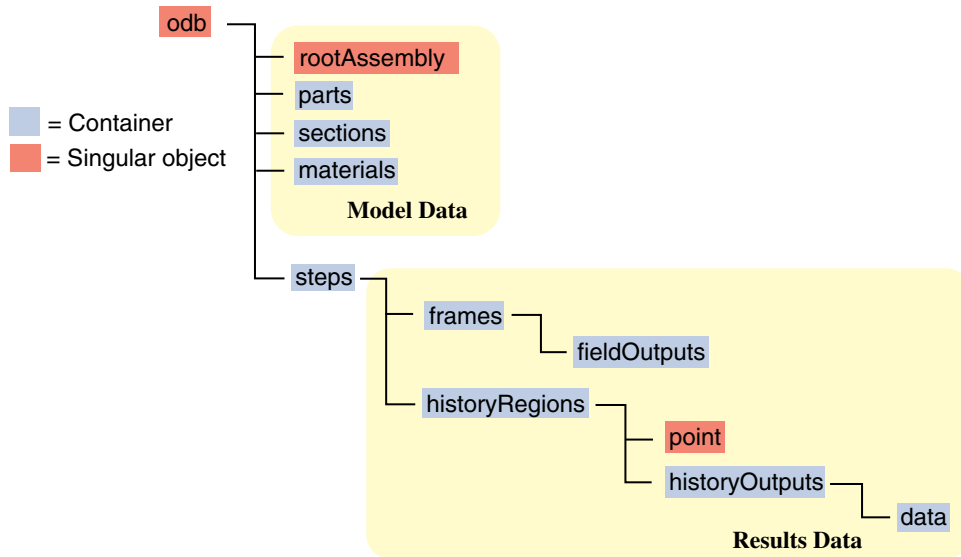 odb
rootAssembly
parts
= Container
sections
= Singular object
materials
Model Data
steps
frames
fieldOutputs
historyRegions
point
historyOutputs
data
Results Data